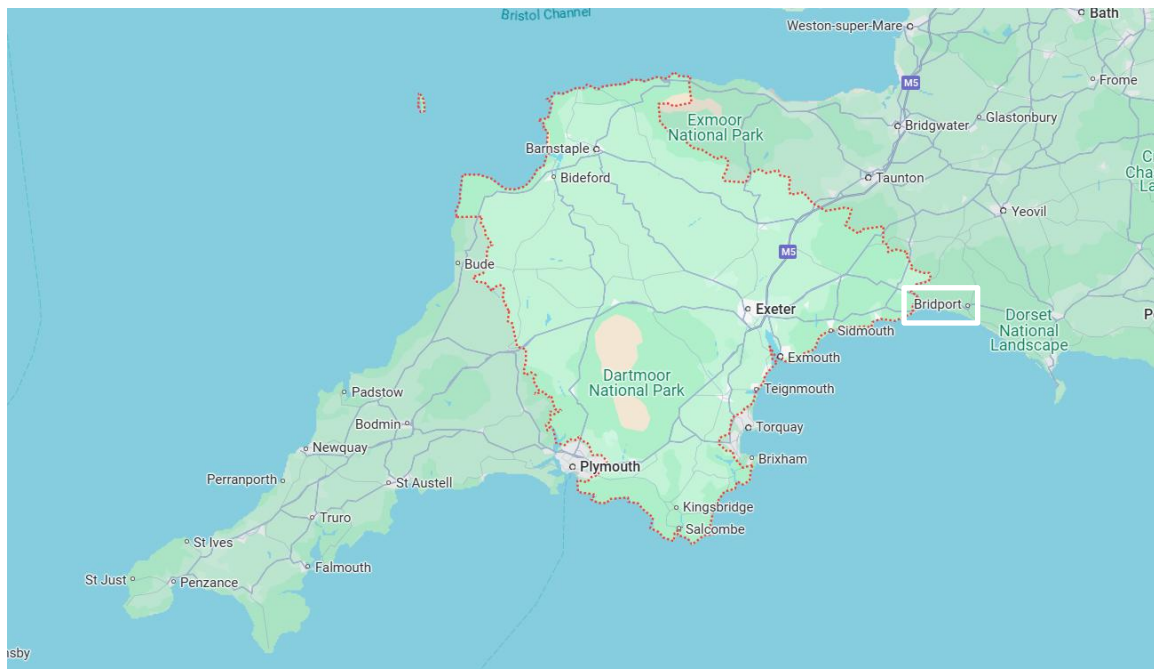 Bristol Channel
Weston-super-Mare
Bath
M5
Frome
Exmoor
National Park
Bridgwater
Glastonbury
Barnstaple
Bideford
Taunton
Yeovil
Bude
M5
Exeter
Bridport
Sidmouth
Dorset
National
Landscape
Exmouth
Dartmoor
National Park
Teignmouth
Padstow
Bodmin
Torquay
Newquay
Brixham
Plymouth
Perranporth
St Austell
Kingsbridge
Truro
Salcombe
St Ives
Falmouth
St Just
Penzance